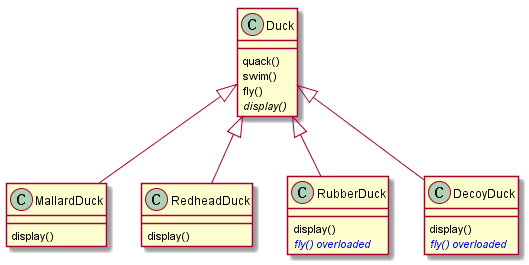 C Duck
quack()
swim()
fly()
display()
C MallardDuck
display()
C RedheadDuck
display()
C RubberDuck
display()
fly() overloaded
C DecoyDuck
display()
fly() overloaded